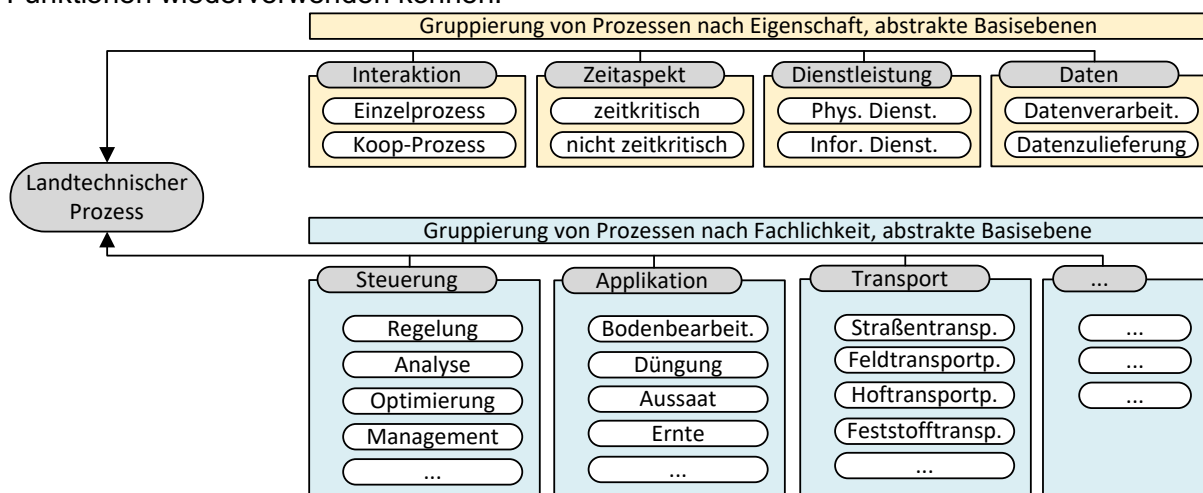 Funktionen wiederverwenden können.
Gruppierung von Prozessen nach Eigenschaft, abstrakte Basisebenen
Interaktion
Zeitaspekt
Dienstleistung
Daten
Einzelprozess
zeitkritisch
Phys. Dienst.
Datenverarbeit.
Koop-Prozess
nicht zeitkritisch
Infor. Dienst.
Datenzulieferung
Landtechnischer
Prozess
Gruppierung von Prozessen nach Fachlichkeit, abstrakte Basisebene
Steuerung
Applikation
Transport
...
Regelung
Bodenbearbeit.
Straßentransp.
...
Analyse
Düngung
Feldtransportp.
...
Optimierung
Aussaat
Hoftransportp.
...
Management
Ernte
Feststofftransp.
...
...
...